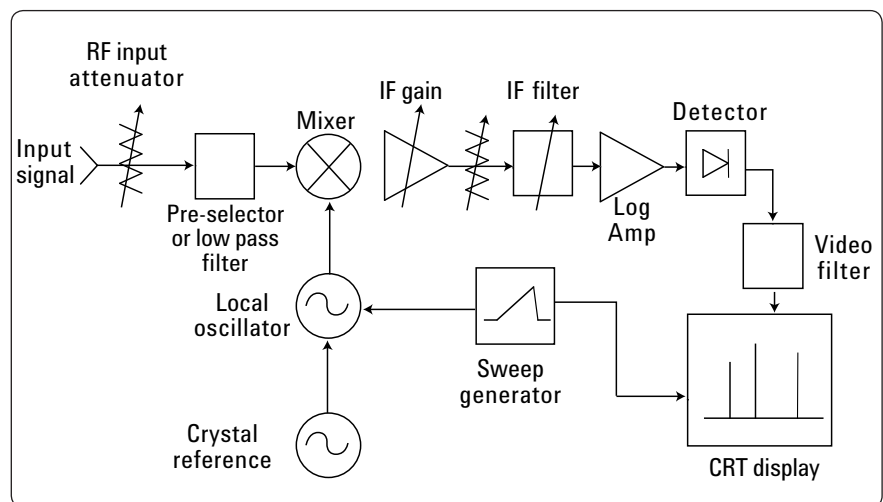 RF input
attenuator
Input
signal
Pre-selector
or low pass
filter
Mixer
IF gain
IF filter
Log
Amp
Detector
Video
filter
Local
oscillator
Sweep
generator
Crystal
reference
CRT display